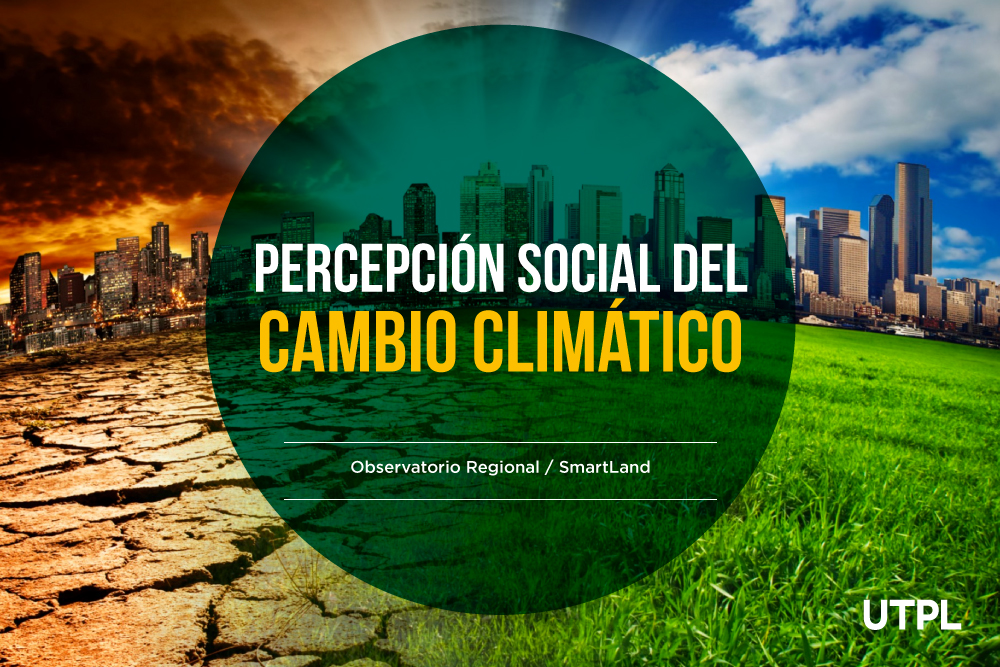 PERCEPCIÓN SOCIAL DEL
CAMBIO CLIMÁTICO
Observatorio Regional / SmartLand
UTPL